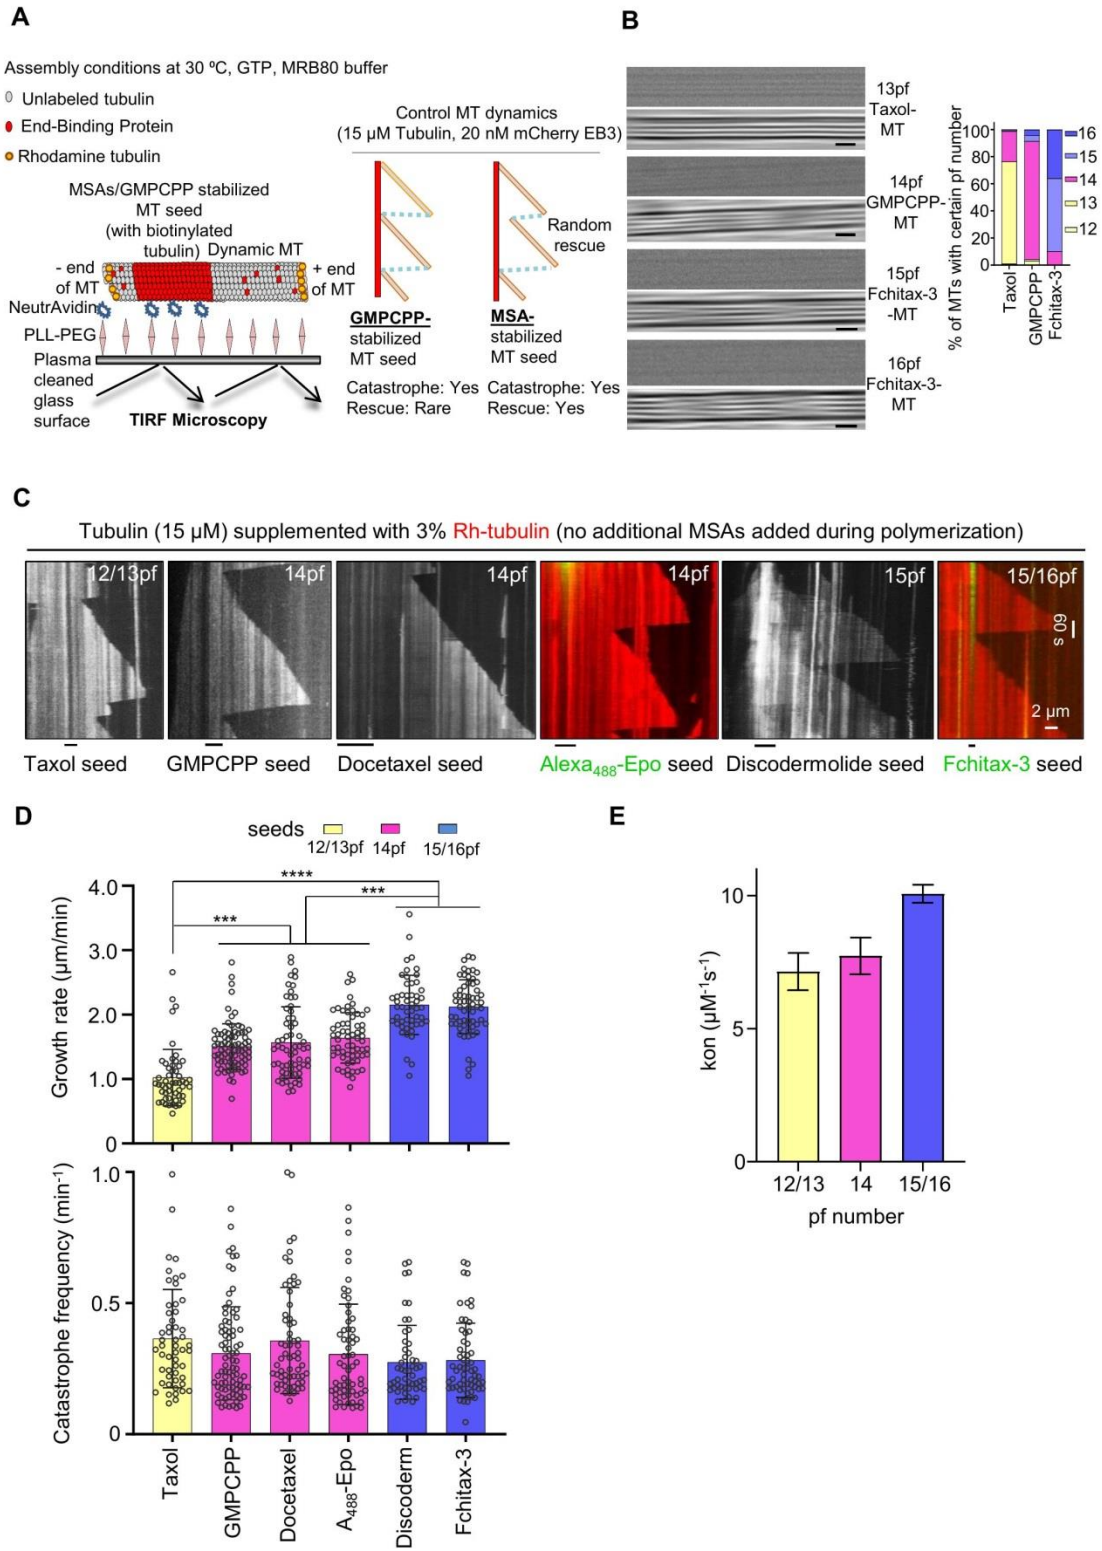 A
Assembly conditions at 30 ºC, GTP, MRB80 buffer
Unlabeled tubulin
End-Binding Protein
Rhodamine tubulin
MSAs/GMPCPP stabilized
MT seed
(with biotinylated
tubulin)
Dynamic MT
- end
of MT
+ end
of MT
NeutrAvidin
PLL-PEG
Plasma
cleaned
glass
surface
TIRF Microscopy
Control MT dynamics
(15 µM Tubulin, 20 nM mCherry EB3)
Random
rescue
GMPCPP-
stabilized
MT seed
Catastrophe: Yes
Rescue: Rare
MSA-
stabilized
MT seed
Catastrophe: Yes
Rescue: Yes
B
13pf
Taxol-
MT
14pf
GMPCPP-
MT
15pf
Fchitax-3
-MT
16pf
Fchitax-3-
MT
% of MTs with certain pf number
100
80
60
40
20
0
16
15
14
13
12
Taxol
GMPCPP
Fchitax-3
C
Tubulin (15 µM) supplemented with 3% Rh-tubulin (no additional MSAs added during polymerization)
12/13pf
14pf
14pf
14pf
15pf
15/16pf
60 s
2 µm
Taxol seed
GMPCPP seed
Docetaxel seed
Alexa488-Epo seed
Discodermolide seed
Fchitax-3 seed
D
seeds
12/13pf
14pf
15/16pf
****
***
***
Growth rate (µm/min)
4.0
3.0
2.0
1.0
0
Catastrophe frequency (min-1)
1.0
0.5
0
Taxol
GMPCPP
Docetaxel
A488-Epo
Discoderm
Fchitax-3
E
kon (µM-1s-1)
10
5
0
12/13
14
15/16
pf number